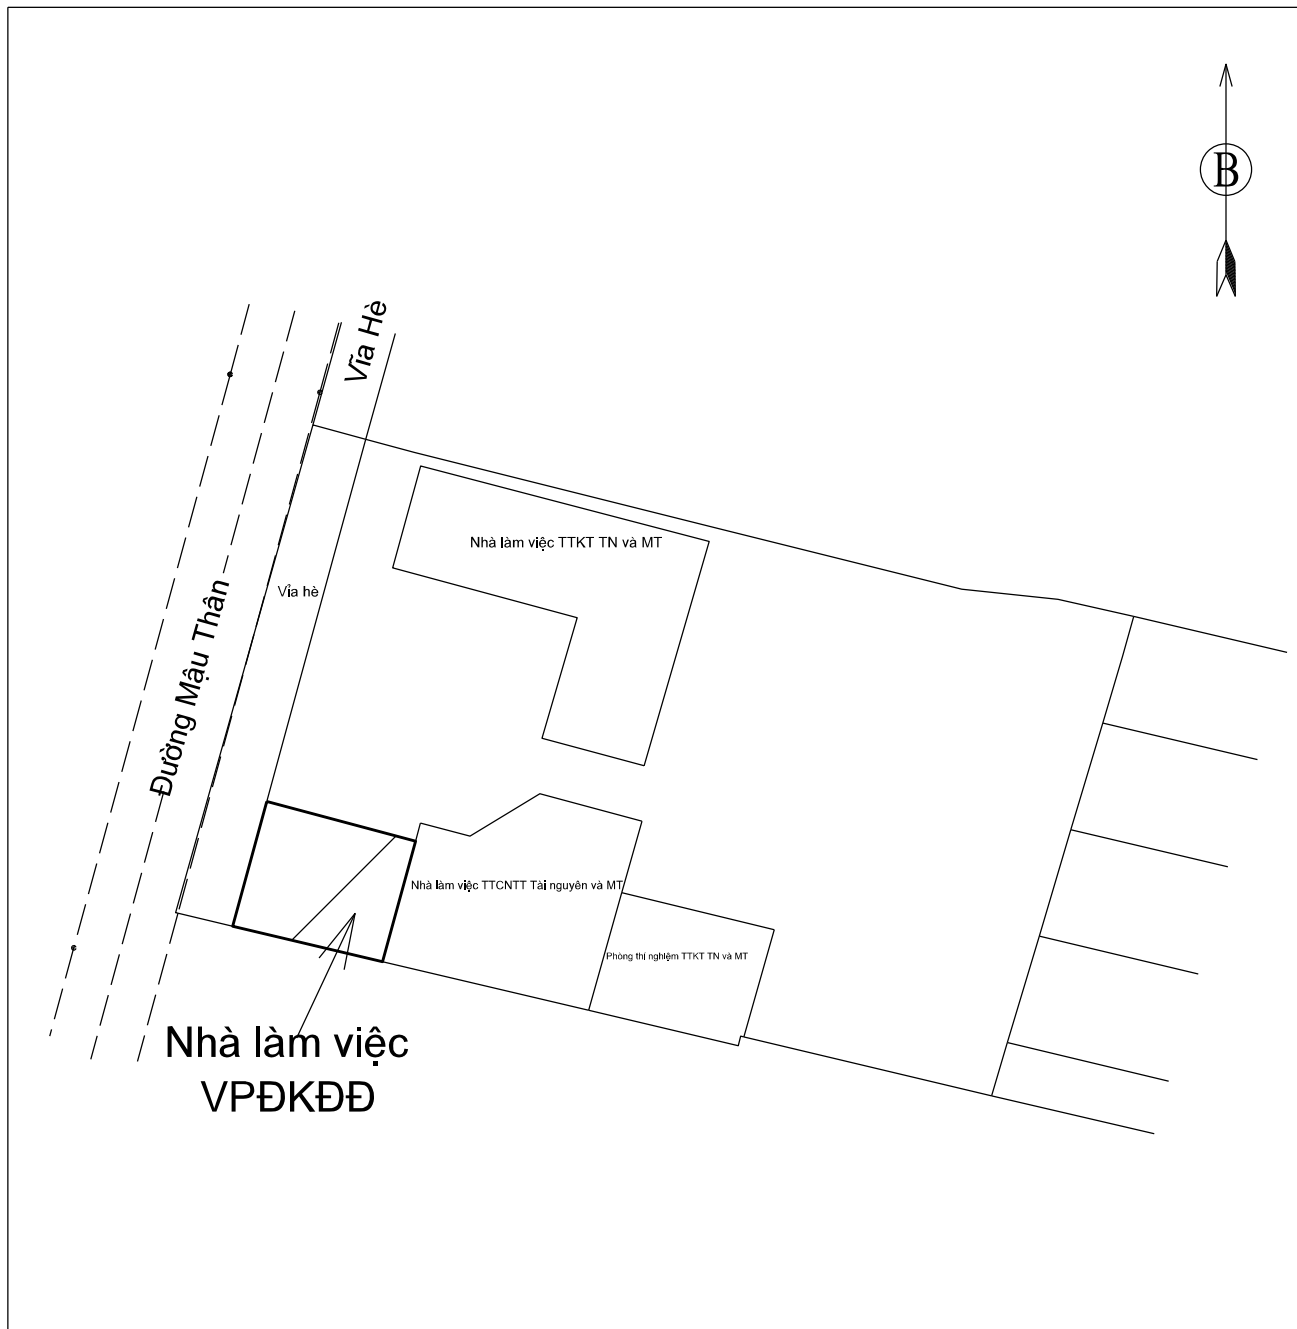 B
Vĩa Hè
Nhà làm việc TTKT TN và MT
Vỉa hè
Đường Mậu Thân
Nhà làm việc TTCNTT Tài nguyên và MT
Phòng thí nghiệm TTKT TN và MT
Nhà làm việc
VPĐKĐĐ